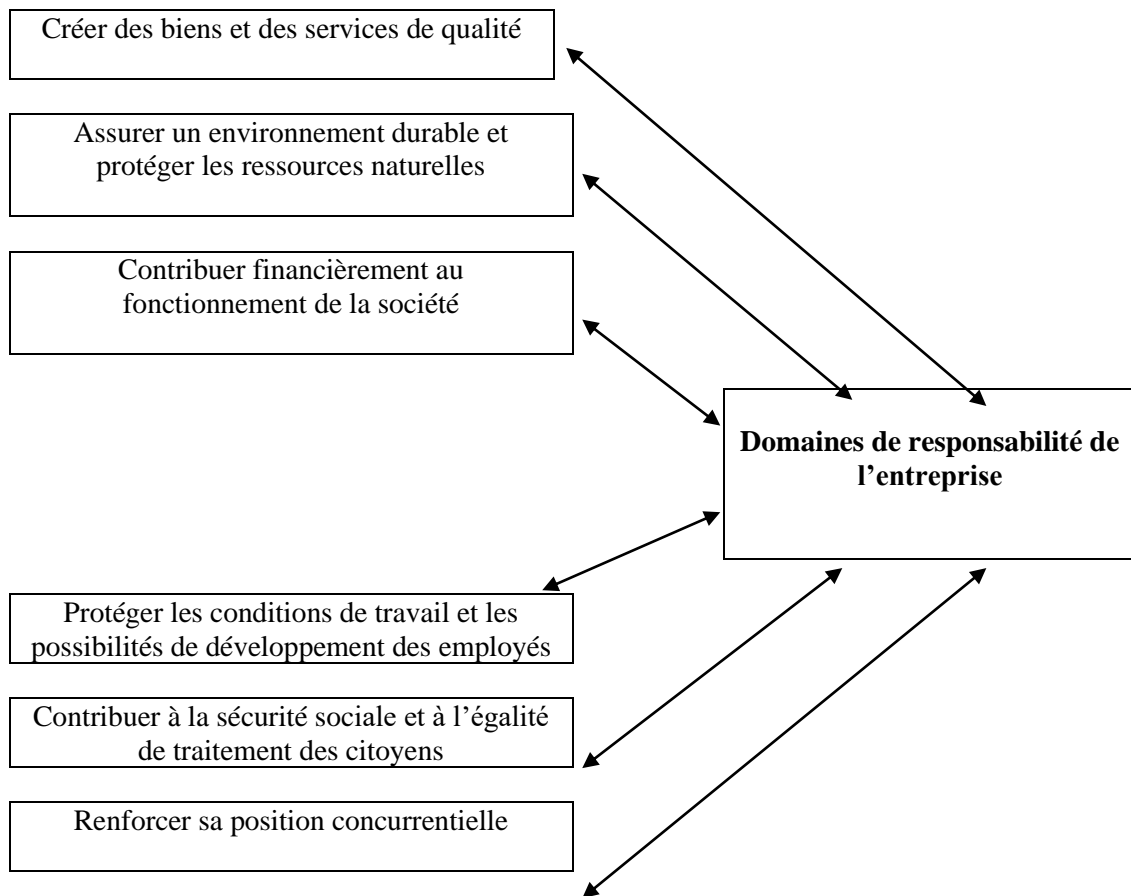 Créer des biens et des services de qualité
Assurer un environnement durable et
protéger les ressources naturelles
Contribuer financièrement au
fonctionnement de la société
Domaines de responsabilité de
l’entreprise
Protéger les conditions de travail et les
possibilités de développement des employés
Contribuer à la sécurité sociale et à l’égalité
de traitement des citoyens
Renforcer sa position concurrentielle